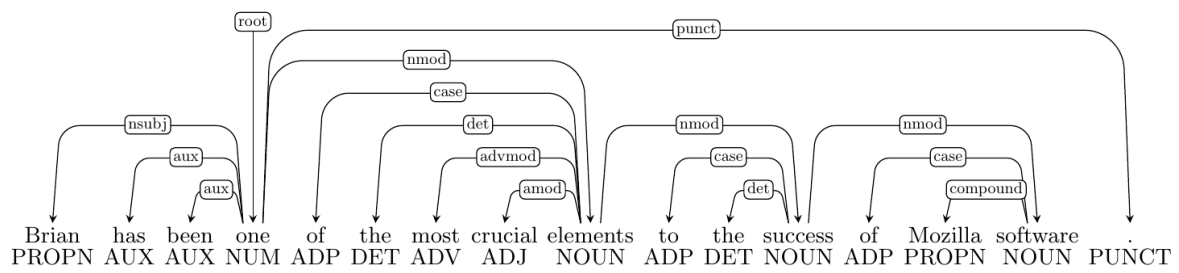 root
punct
nmod
case
nsubj det nmod nmod
aux advmod case case
aux amod det compound
Brian has been one of the most crucial elements to the success of Mozilla software .
PROPN AUX AUX NUM ADP DET ADV ADJ NOUN ADP DET NOUN ADP PROPN NOUN PUNCT